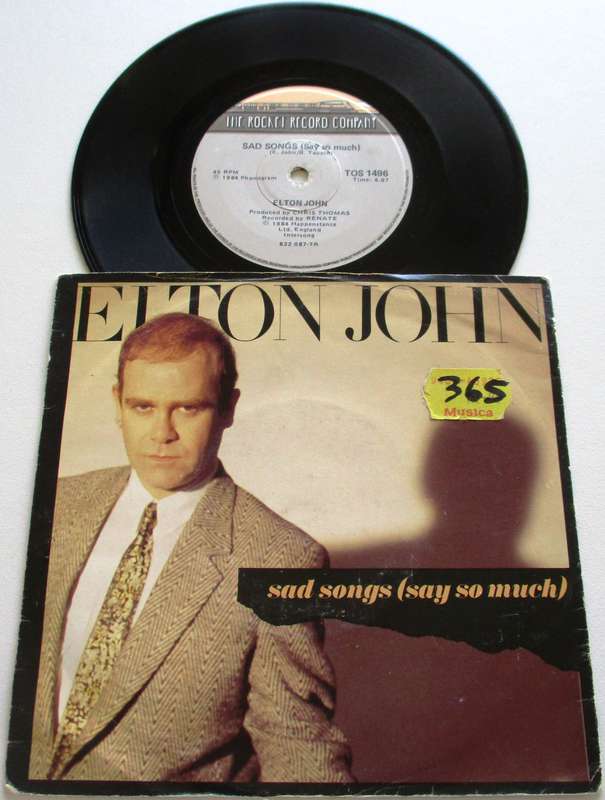 THE ROCKET RECORD COMPANY
SAD SONGS (Say so much)
(E. John/B. Taupin)
45 RPM
℗ 1984 Phonogram
TOS 1496
Time: 4.07
ELTON JOHN
Produced by CHRIS THOMAS
Recorded by RENATE
© 1984 Happenstance
Ltd. England
Intersong
822 087-7A
ELTON JOHN
365
Musica
sad songs (say so much)